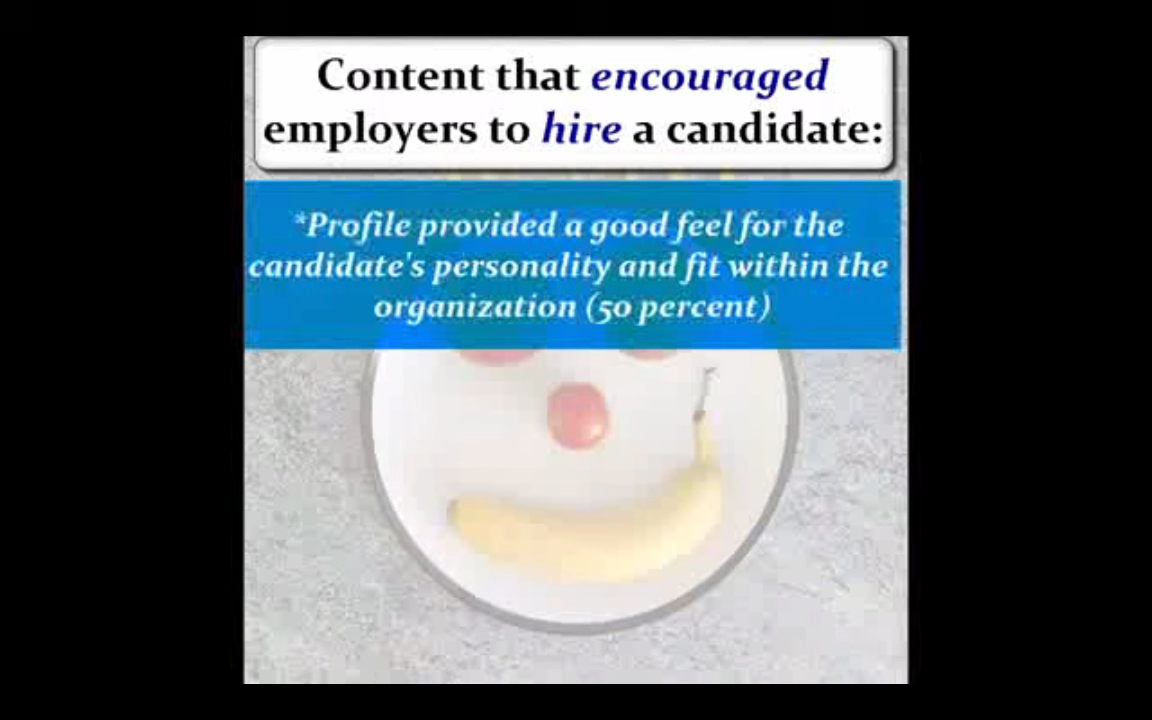 Content that encouraged
employers to hire a candidate:
*Profile provided a good feel for the
candidate's personality and fit within the
organization (50 percent)